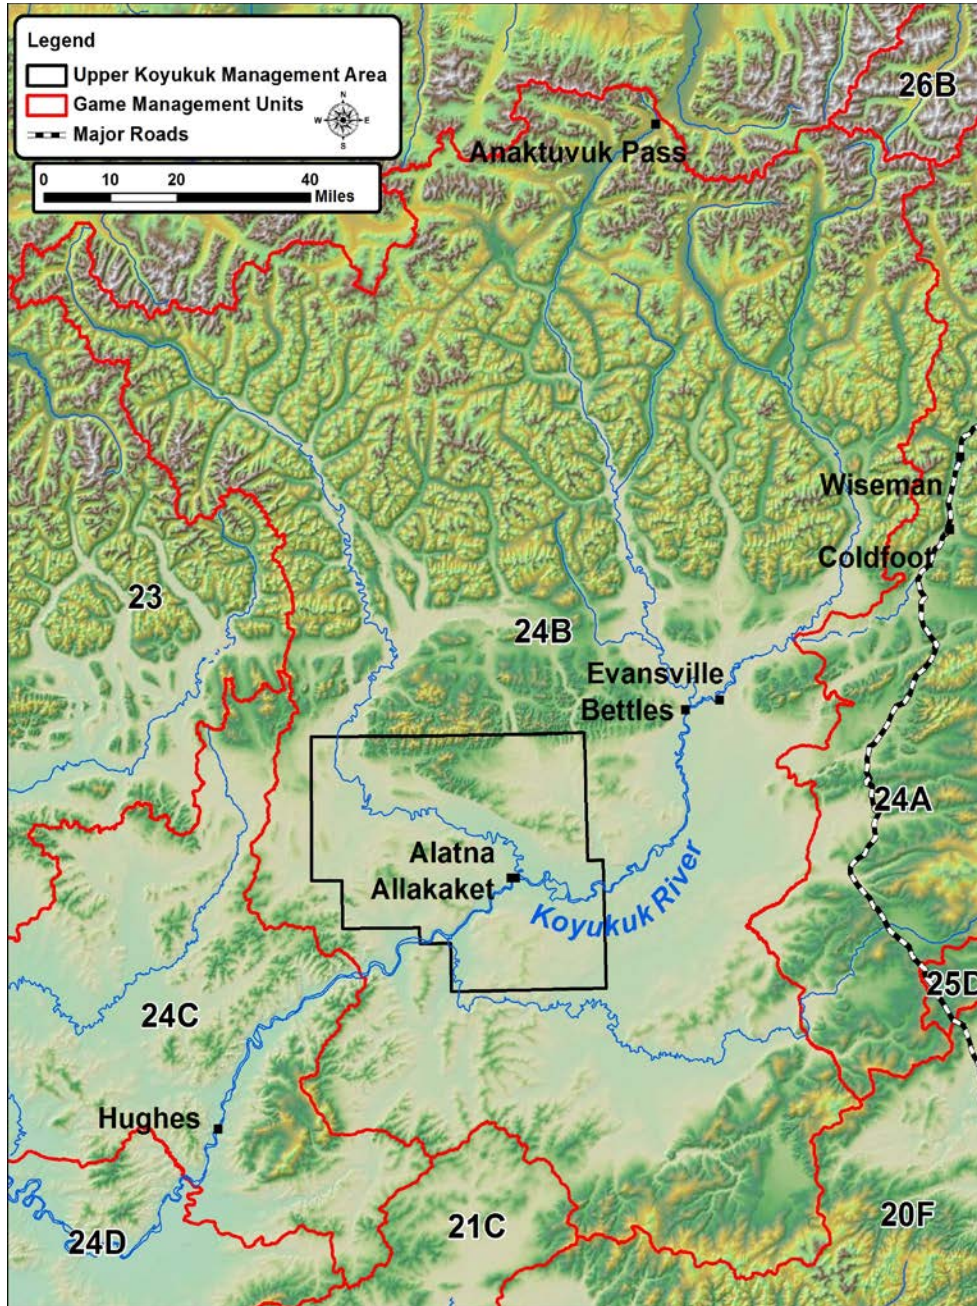 Legend
Upper Koyukuk Management Area
Game Management Units
Major Roads
N
W E
S
0 10 20 40
Miles
26B
Anaktuvuk Pass
Wiseman
Coldfoot
23
24B
Evansville
Bettles
24A
Alatna
Allakaket
Koyukuk River
25D
24C
Hughes
21C
20F
24D